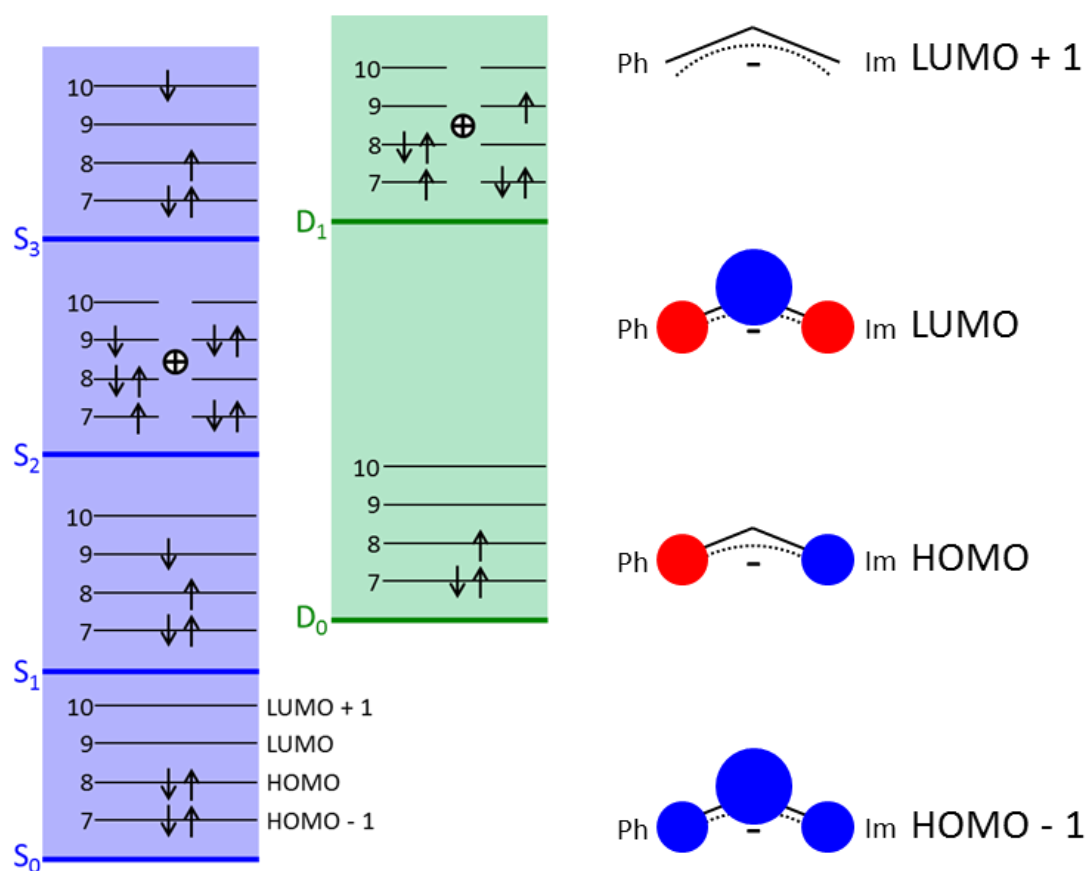 10
9
8
7
S3
10
9
8
7
S2
10
9
8
7
S1
10 LUMO + 1
9 LUMO
8 HOMO
7 HOMO - 1
S0
10
9
8
7
D1
10
9
8
7
D0
Ph - Im LUMO + 1
Ph - Im LUMO
Ph - Im HOMO
Ph - Im HOMO - 1